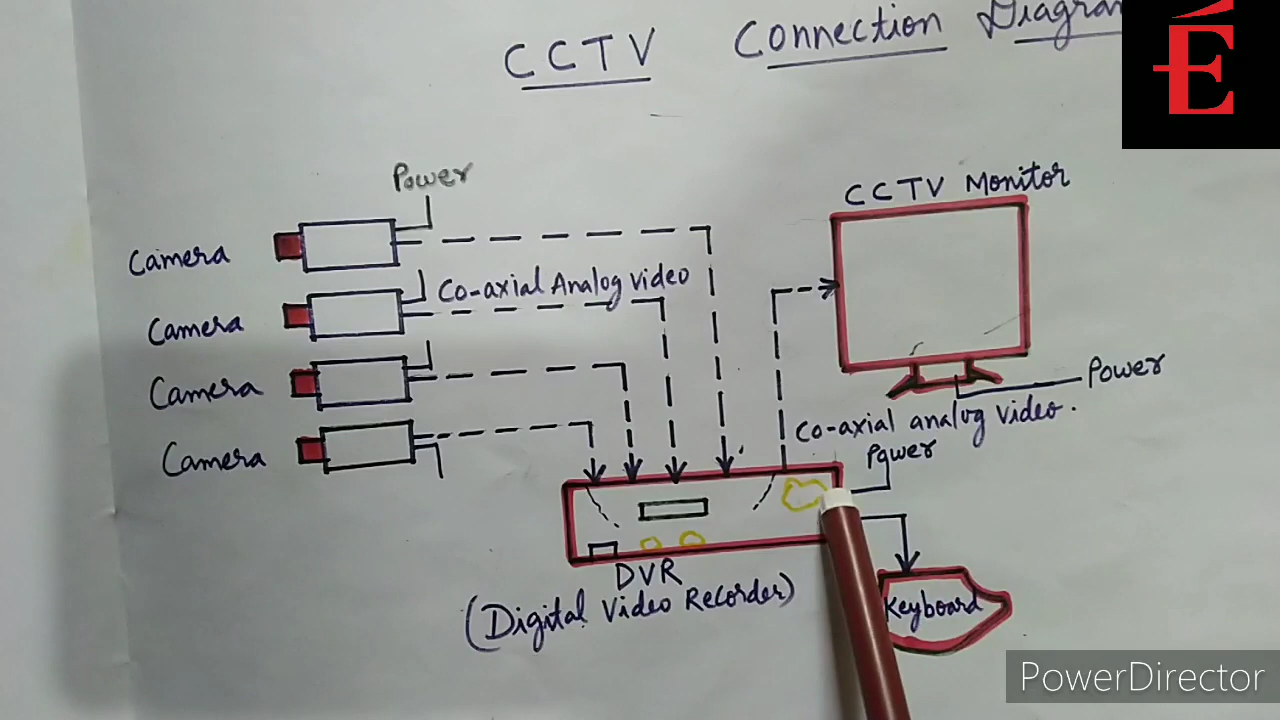 CCTV Connection Diagram
É
Power
CCTV Monitor
Camera
Co-axial Analog Video
Camera
Camera
Power
Co-axial analog Video.
Power
Camera
DVR
(Digital Video Recorder)
Keyboard
PowerDirector